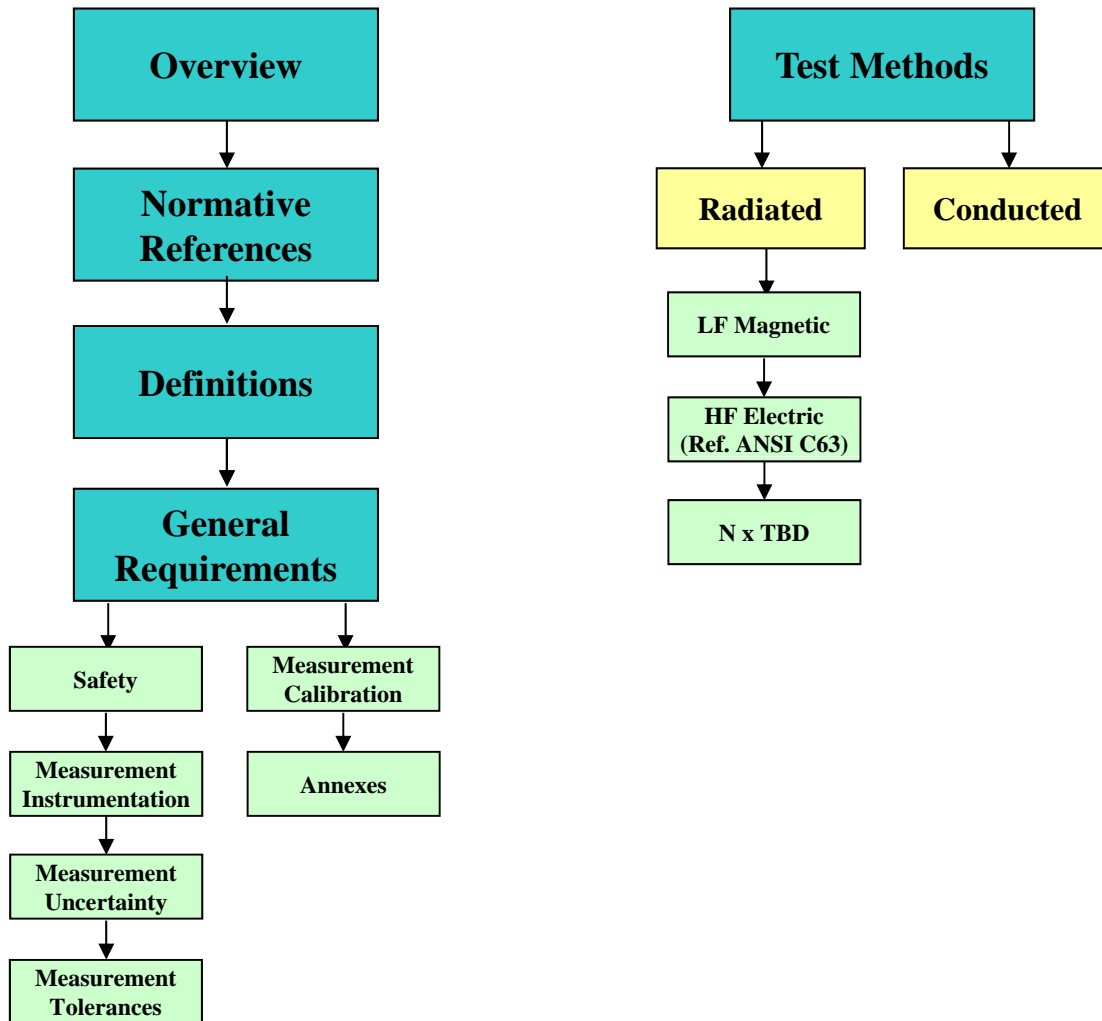 Overview
Normative
References
Definitions
General
Requirements
Safety
Measurement
Instrumentation
Measurement
Uncertainty
Measurement
Tolerances
Measurement
Calibration
Annexes
Test Methods
Radiated
Conducted
LF Magnetic
HF Electric
(Ref. ANSI C63)
N x TBD